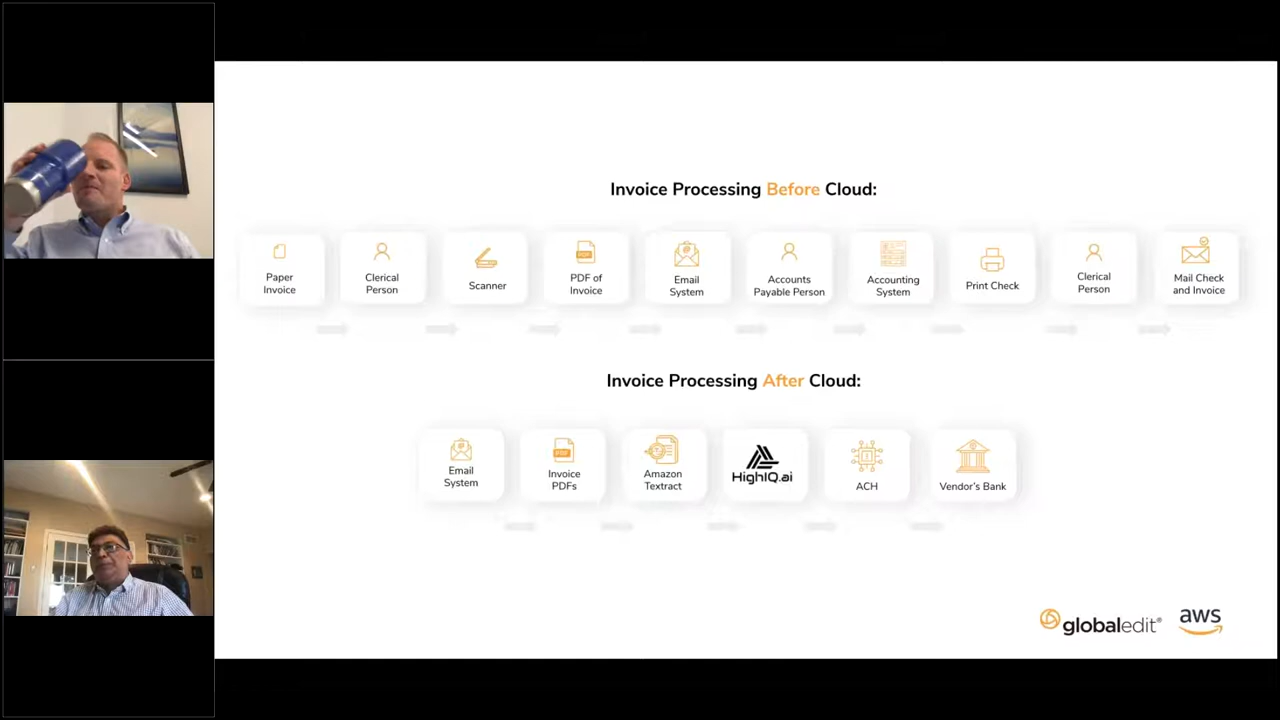 Invoice Processing Before Cloud:
Paper
Invoice
Clerical
Person
Scanner
PDF
PDF of
Invoice
@
Email
System
Accounts
Payable Person
Accounting
System
Print Check
Clerical
Person
Mail Check
and Invoice
Invoice Processing After Cloud:
@
Email
System
PDF
Invoice
PDFs
Amazon
Textract
HighIQ.ai
ACH
Vendor's Bank
globaledit®
aws